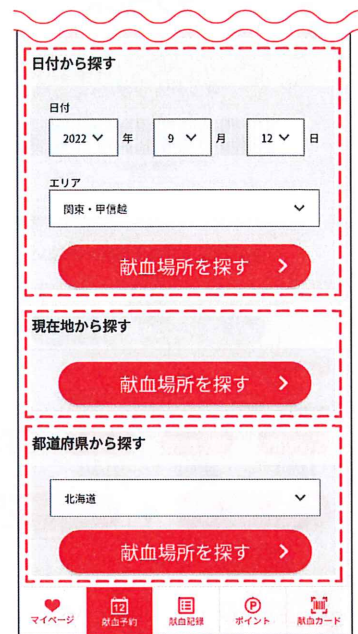 日付から探す
日付
2022 年 9 月 12 日
エリア
関東・甲信越
献血場所を探す
現在地から探す
献血場所を探す
都道府県から探す
北海道
献血場所を探す
12
マイページ 献血予約 献血記録 ポイント 献血カード